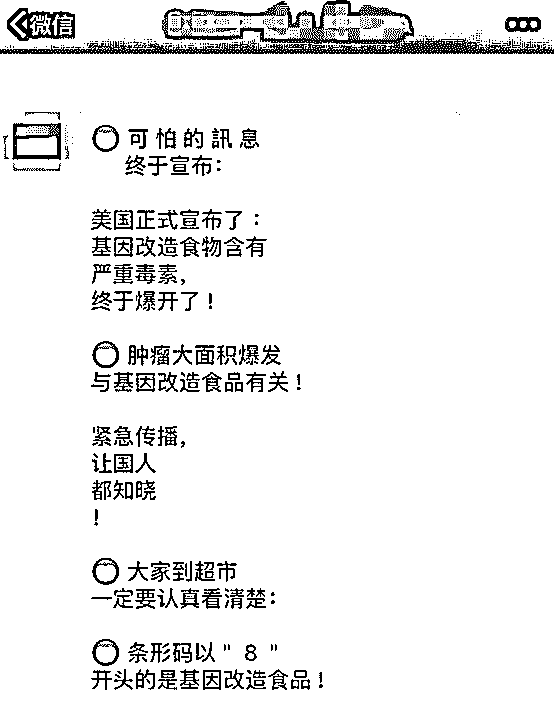 微信
可怕的訊息
终于宣布：
美国正式宣布了：
基因改造食物含有
严重毒素，
终于爆开了！
肿瘤大面积爆发
与基因改造食品有关！
紧急传播，
让国人
都知晓
！
大家到超市
一定要认真看清楚：
条形码以"８"
开头的是基因改造食品！